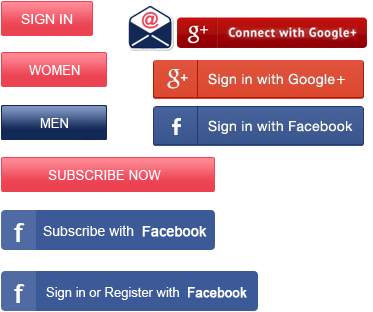 SIGN IN
@
g+ Connect with Google+
WOMEN
g+ Sign in with Google+
MEN
f Sign in with Facebook
SUBSCRIBE NOW
f Subscribe with Facebook
f Sign in or Register with Facebook